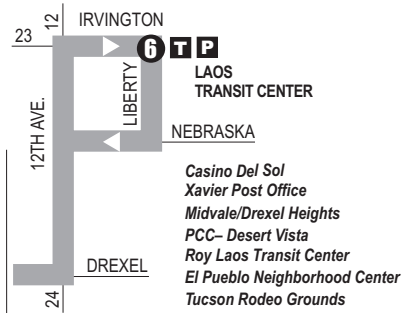 12
IRVINGTON
23
6 T P
LAOS
TRANSIT CENTER
LIBERTY
12TH AVE.
NEBRASKA
Casino Del Sol
Xavier Post Office
Midvale/Drexel Heights
PCC– Desert Vista
Roy Laos Transit Center
El Pueblo Neighborhood Center
Tucson Rodeo Grounds
DREXEL
24